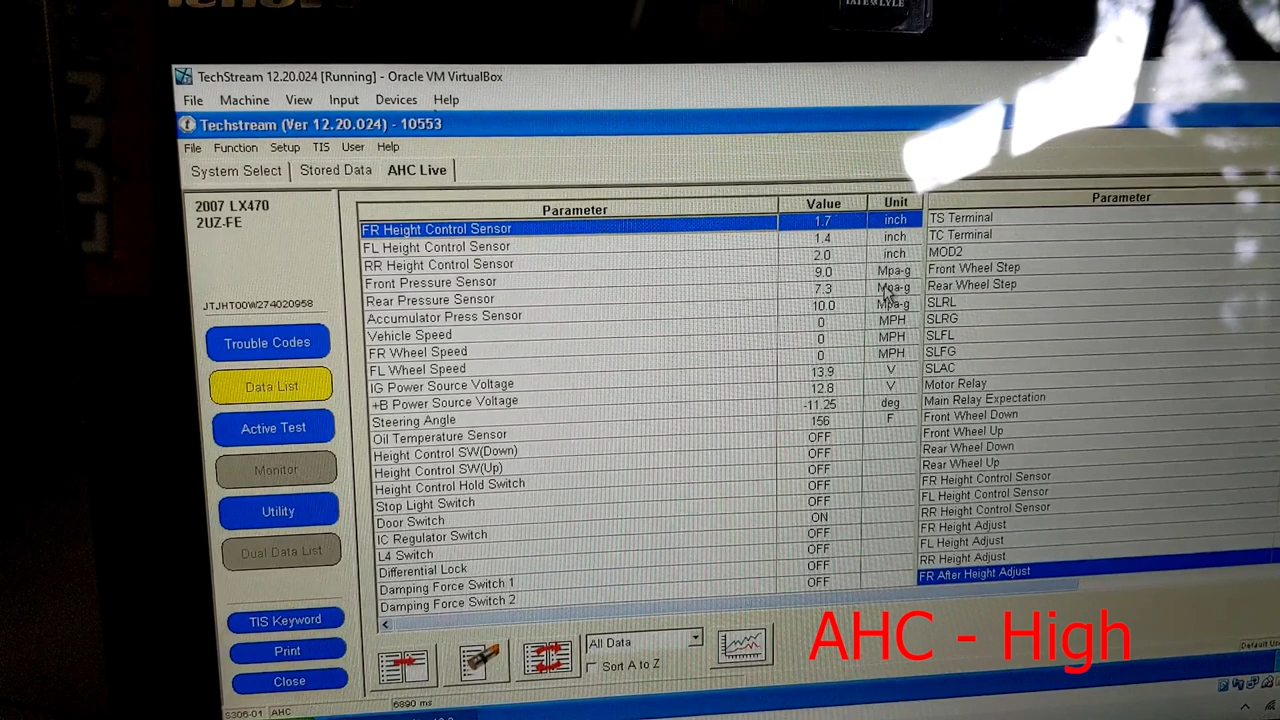 TATE & LYLE
TechStream 12.20.024 [Running] - Oracle VM VirtualBox
File Machine View Input Devices Help
Techstream (Ver 12.20.024) - 10553
File Function Setup TIS User Help
System Select Stored Data AHC Live
2007 LX470
2UZ-FE
JTJHT00W274020958
Trouble Codes
Data List
Active Test
Monitor
Utility
Dual Data List
TIS Keyword
Print
Close
Parameter Value Unit
FR Height Control Sensor 1.7 inch
FL Height Control Sensor 1.4 inch
RR Height Control Sensor 2.0 inch
Front Pressure Sensor 9.0 Mpa-g
Rear Pressure Sensor 7.3 Mpa-g
Accumulator Press Sensor 10.0 Mpa-g
Vehicle Speed 0 MPH
FR Wheel Speed 0 MPH
FL Wheel Speed 0 MPH
IG Power Source Voltage 13.9 V
+B Power Source Voltage 12.8 V
Steering Angle -11.25 deg
Oil Temperature Sensor 156 F
Height Control SW(Down) OFF
Height Control SW(Up) OFF
Height Control Hold Switch OFF
Stop Light Switch OFF
Door Switch OFF
IC Regulator Switch ON
L4 Switch OFF
Differential Lock OFF
Damping Force Switch 1 OFF
Damping Force Switch 2 OFF
Parameter
TS Terminal
TC Terminal
MOD2
Front Wheel Step
Rear Wheel Step
SLRL
SLRG
SLFL
SLFG
SLAC
Motor Relay
Main Relay Expectation
Front Wheel Down
Front Wheel Up
Rear Wheel Down
Rear Wheel Up
FR Height Control Sensor
FL Height Control Sensor
RR Height Control Sensor
FR Height Adjust
FL Height Adjust
RR Height Adjust
FR After Height Adjust
All Data
Sort A to Z
AHC - High
S306-01 AHC 6890 ms